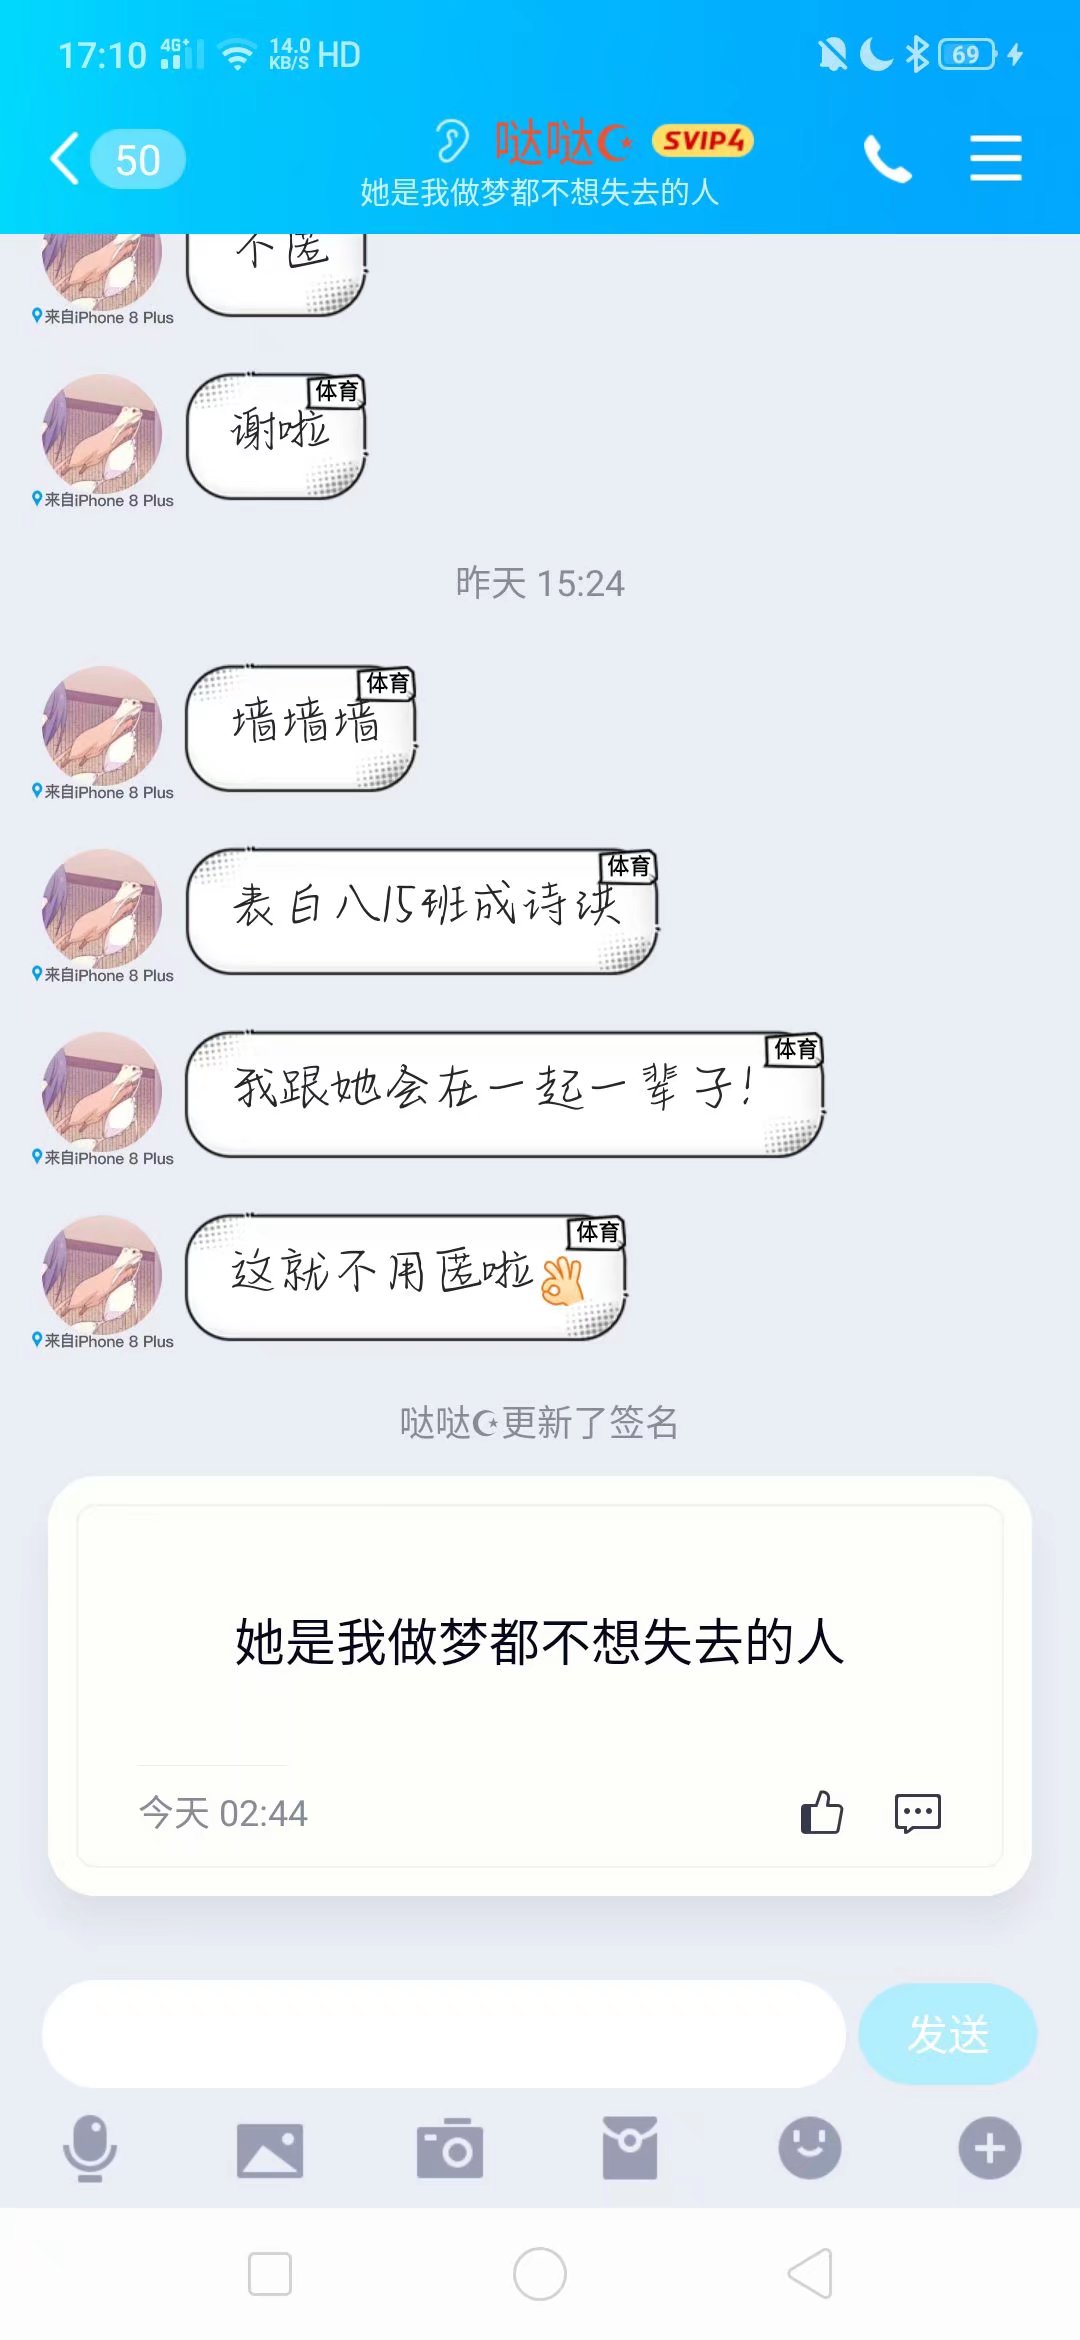 17:10 4G+ 14.0 KB/S HD 69
50 哒哒☪ SVIP4
她是我做梦都不想失去的人
不匿
来自iPhone 8 Plus
体育
谢啦
来自iPhone 8 Plus
昨天 15:24
体育
墙墙墙
来自iPhone 8 Plus
体育
表白八15班成诗淇
来自iPhone 8 Plus
体育
我跟她会在一起一辈子!
来自iPhone 8 Plus
体育
这就不用匿啦👌
来自iPhone 8 Plus
哒哒☪更新了签名
她是我做梦都不想失去的人
今天 02:44
发送